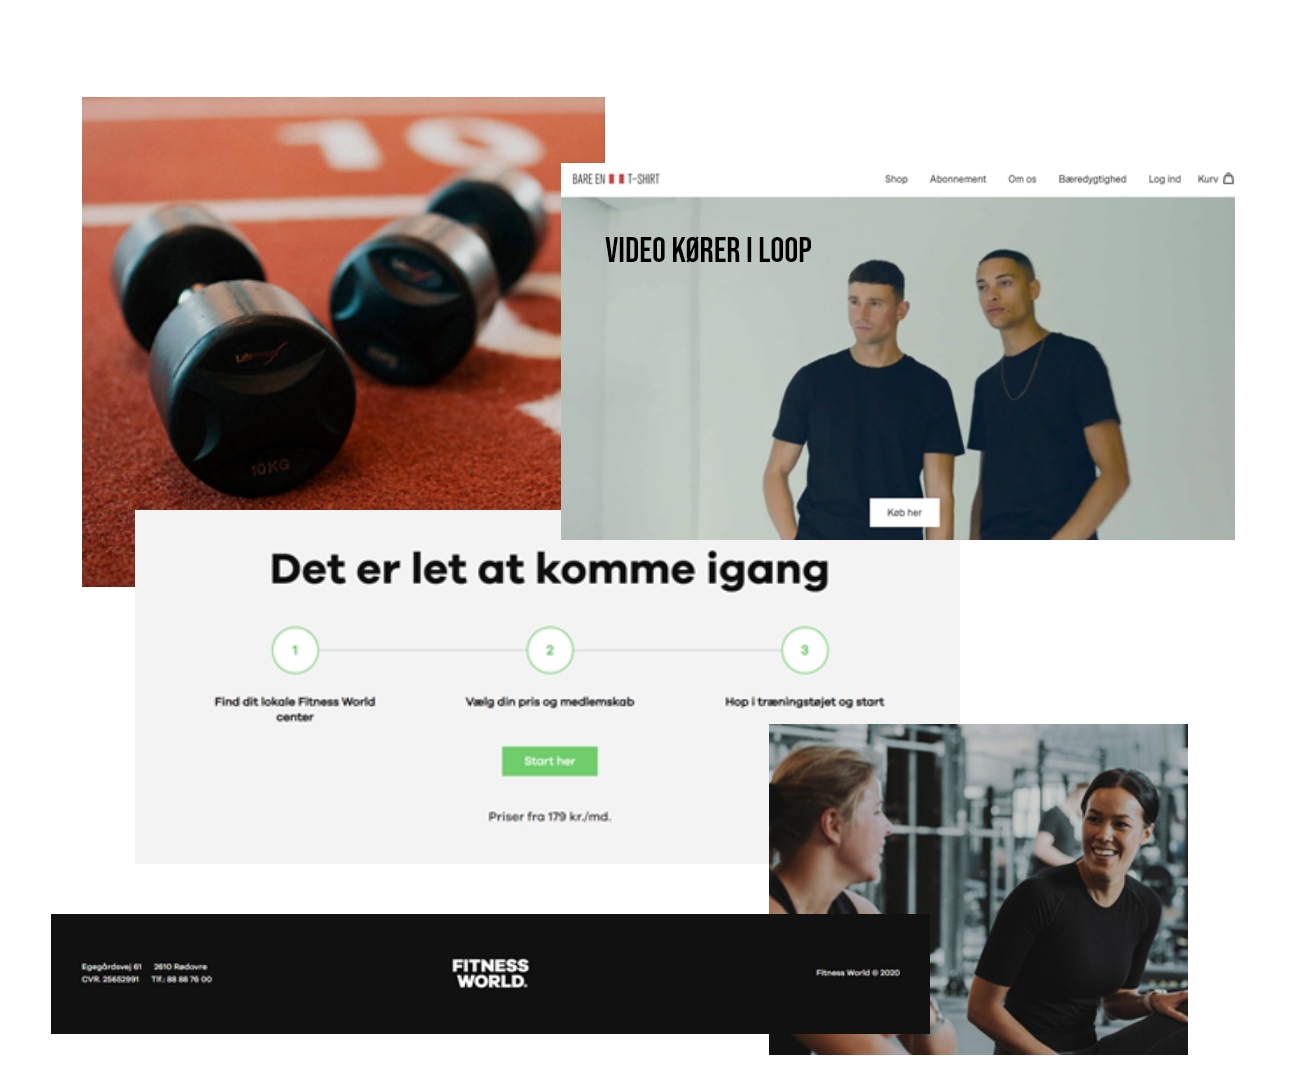 10
Life
10KG
BARE EN T-SHIRT
Shop Abonnement Om os Bæredygtighed Log ind Kurv
VIDEO KØRER I LOOP
Køb her
Det er let at komme igang
1 2 3
Find dit lokale Fitness World
center
Vælg din pris og medlemskab
Hop i træningstøjet og start
Start her
Priser fra 179 kr./md.
Egegårdsvej 61 2610 Rødovre
CVR. 25652991 Tlf.: 88 88 76 00
FITNESS
WORLD.
Fitness World © 2020